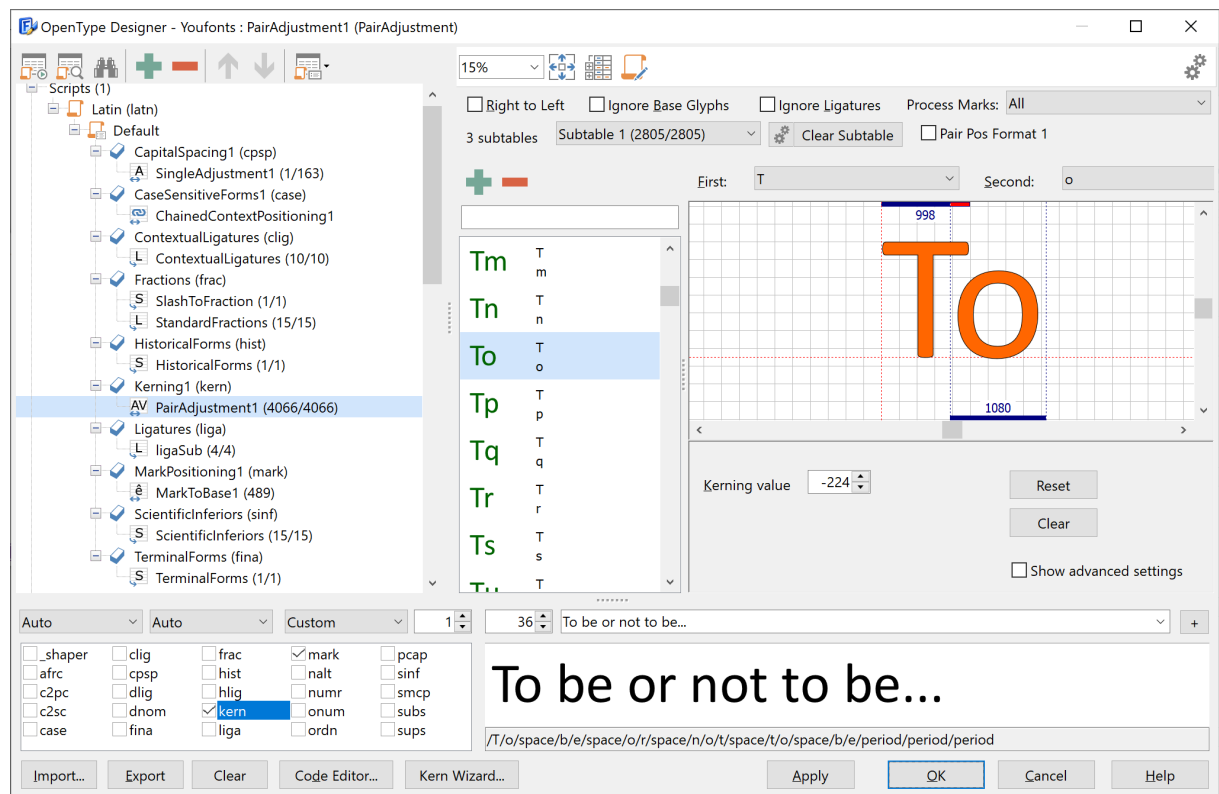 OpenType Designer - Youfonts : PairAdjustment1 (PairAdjustment)
15%
Scripts (1)
Latin (latn)
Default
CapitalSpacing1 (cpsp)
A SingleAdjustment1 (1/163)
CaseSensitiveForms1 (case)
ChainedContextPositioning1
ContextualLigatures (clig)
L ContextualLigatures (10/10)
Fractions (frac)
S SlashToFraction (1/1)
L StandardFractions (15/15)
HistoricalForms (hist)
S HistoricalForms (1/1)
Kerning1 (kern)
AV PairAdjustment1 (4066/4066)
Ligatures (liga)
L ligaSub (4/4)
MarkPositioning1 (mark)
ê MarkToBase1 (489)
ScientificInferiors (sinf)
S ScientificInferiors (15/15)
TerminalForms (fina)
S TerminalForms (1/1)
Right to Left Ignore Base Glyphs Ignore Ligatures Process Marks: All
3 subtables Subtable 1 (2805/2805) Clear Subtable Pair Pos Format 1
First: T Second: o
Tm T
m
Tn T
n
To T
o
Tp T
p
Tq T
q
Tr T
r
Ts T
s
Tu T
998
To
1080
Kerning value -224 Reset
Clear
Show advanced settings
Auto Auto Custom 1 36 To be or not to be... +
_shaper clig frac mark pcap
afrc cpsp hist nalt sinf
c2pc dlig hlig numr smcp
c2sc dnom kern onum subs
case fina liga ordn sups
To be or not to be...
/T/o/space/b/e/space/o/r/space/n/o/t/space/t/o/space/b/e/period/period/period
Import... Export Clear Code Editor... Kern Wizard... Apply OK Cancel Help